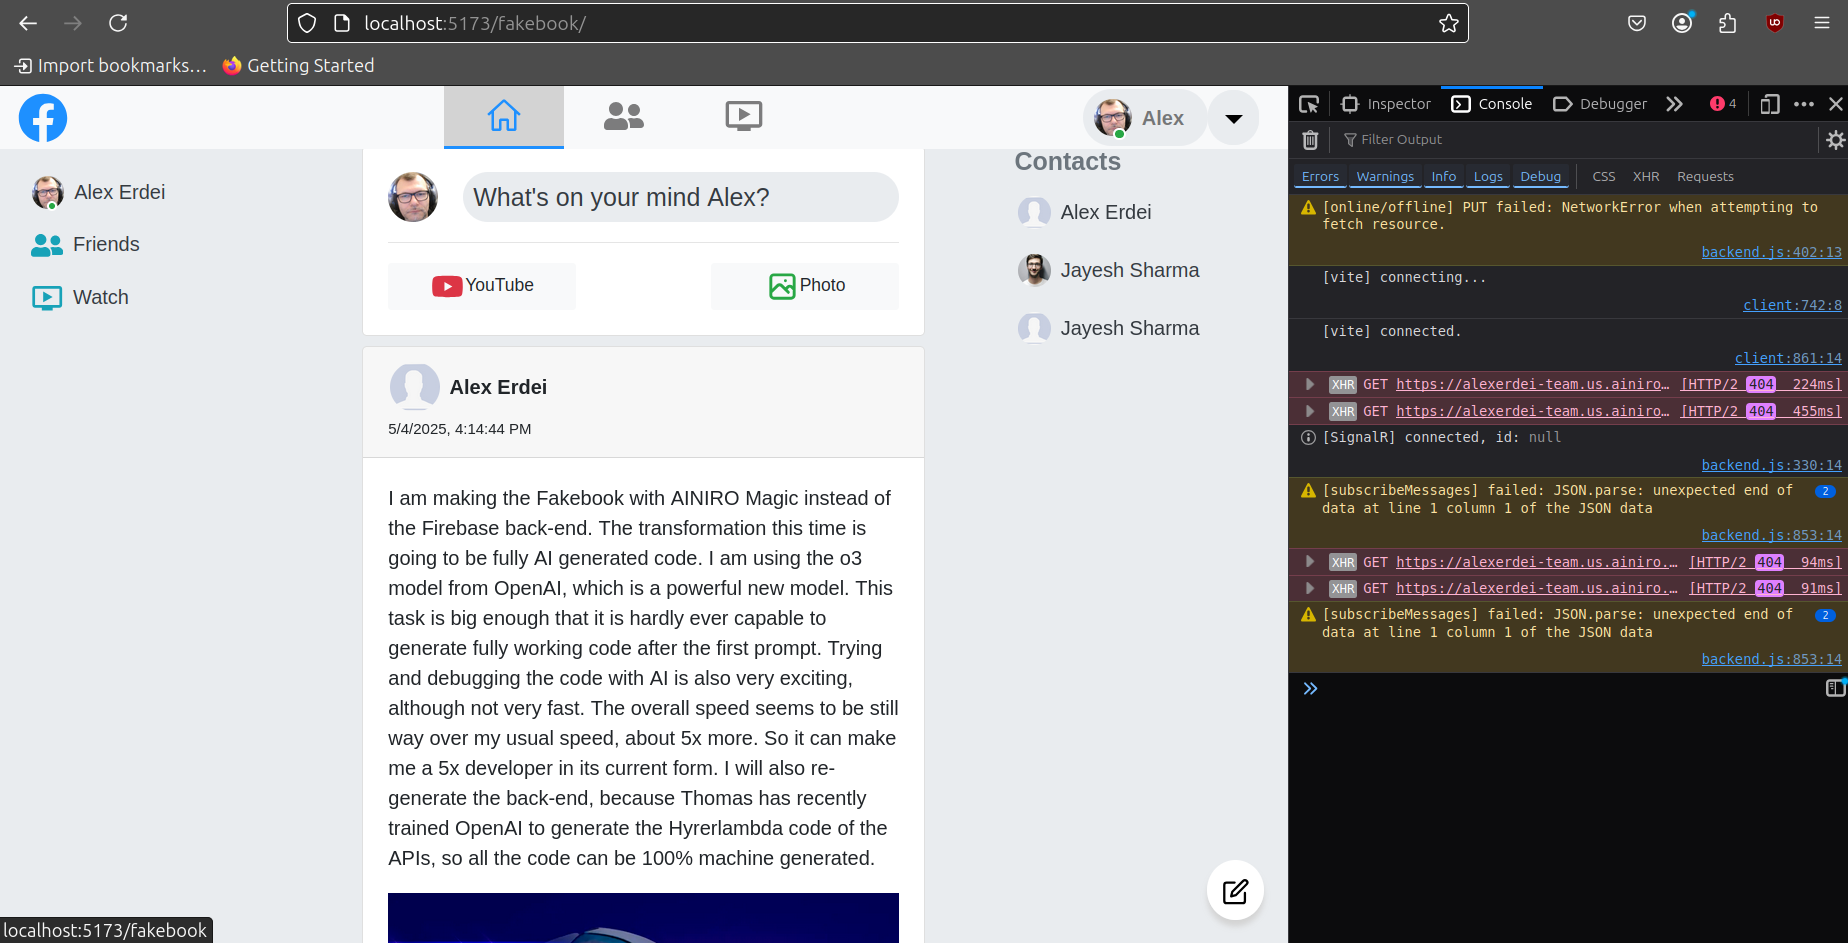 localhost:5173/fakebook/
Import bookmarks…
Getting Started
Alex
Alex Erdei
Friends
Watch
What's on your mind Alex?
YouTube
Photo
Alex Erdei
5/4/2025, 4:14:44 PM
I am making the Fakebook with AINIRO Magic instead of
the Firebase back-end. The transformation this time is
going to be fully AI generated code. I am using the o3
model from OpenAI, which is a powerful new model. This
task is big enough that it is hardly ever capable to
generate fully working code after the first prompt. Trying
and debugging the code with AI is also very exciting,
although not very fast. The overall speed seems to be still
way over my usual speed, about 5x more. So it can make
me a 5x developer in its current form. I will also re-
generate the back-end, because Thomas has recently
trained OpenAI to generate the Hyrerlambda code of the
APIs, so all the code can be 100% machine generated.
Contacts
Alex Erdei
Jayesh Sharma
Jayesh Sharma
localhost:5173/fakebook
Inspector
Console
Debugger
4
Filter Output
Errors
Warnings
Info
Logs
Debug
CSS
XHR
Requests
[online/offline] PUT failed: NetworkError when attempting to
fetch resource.
backend.js:402:13
[vite] connecting...
client:742:8
[vite] connected.
client:861:14
XHR GET https://alexerdei-team.us.ainiro… [HTTP/2 404 224ms]
XHR GET https://alexerdei-team.us.ainiro… [HTTP/2 404 455ms]
[SignalR] connected, id: null
backend.js:330:14
[subscribeMessages] failed: JSON.parse: unexpected end of 2
data at line 1 column 1 of the JSON data
backend.js:853:14
XHR GET https://alexerdei-team.us.ainiro.… [HTTP/2 404 94ms]
XHR GET https://alexerdei-team.us.ainiro.… [HTTP/2 404 91ms]
[subscribeMessages] failed: JSON.parse: unexpected end of 2
data at line 1 column 1 of the JSON data
backend.js:853:14